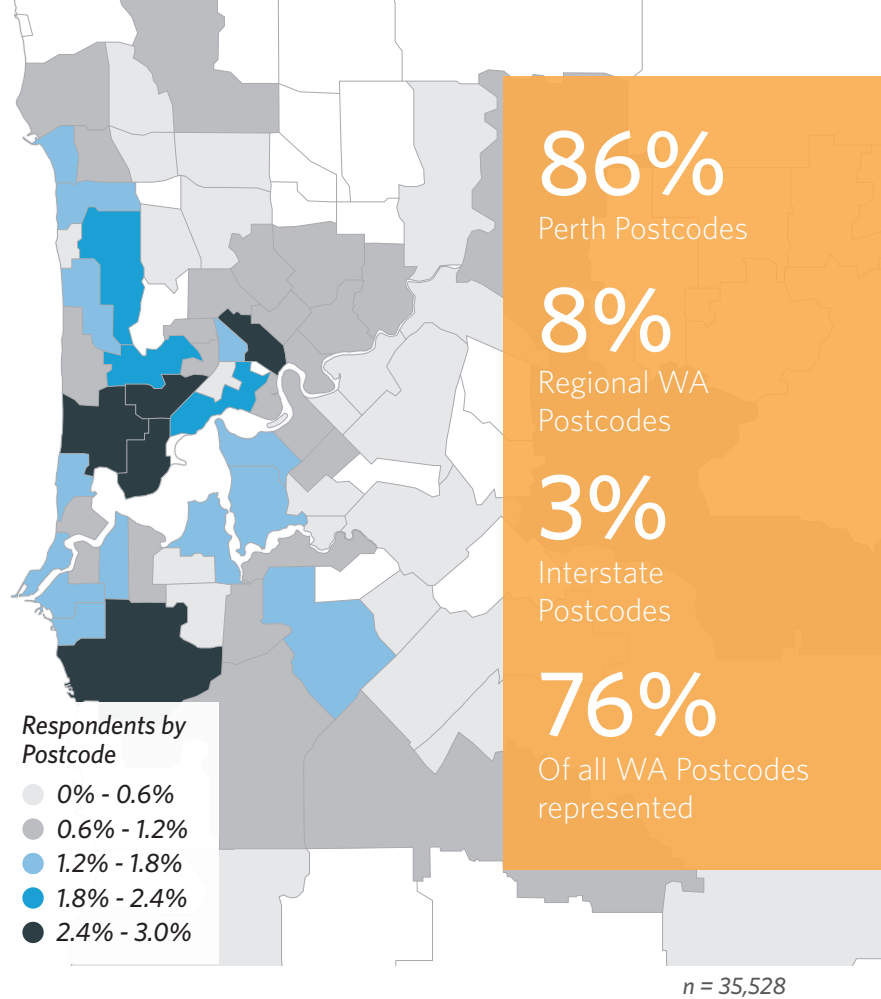 86%
Perth Postcodes
8%
Regional WA
Postcodes
3%
Interstate
Postcodes
76%
Of all WA Postcodes
represented
Respondents by
Postcode
0% - 0.6%
0.6% - 1.2%
1.2% - 1.8%
1.8% - 2.4%
2.4% - 3.0%
n = 35,528